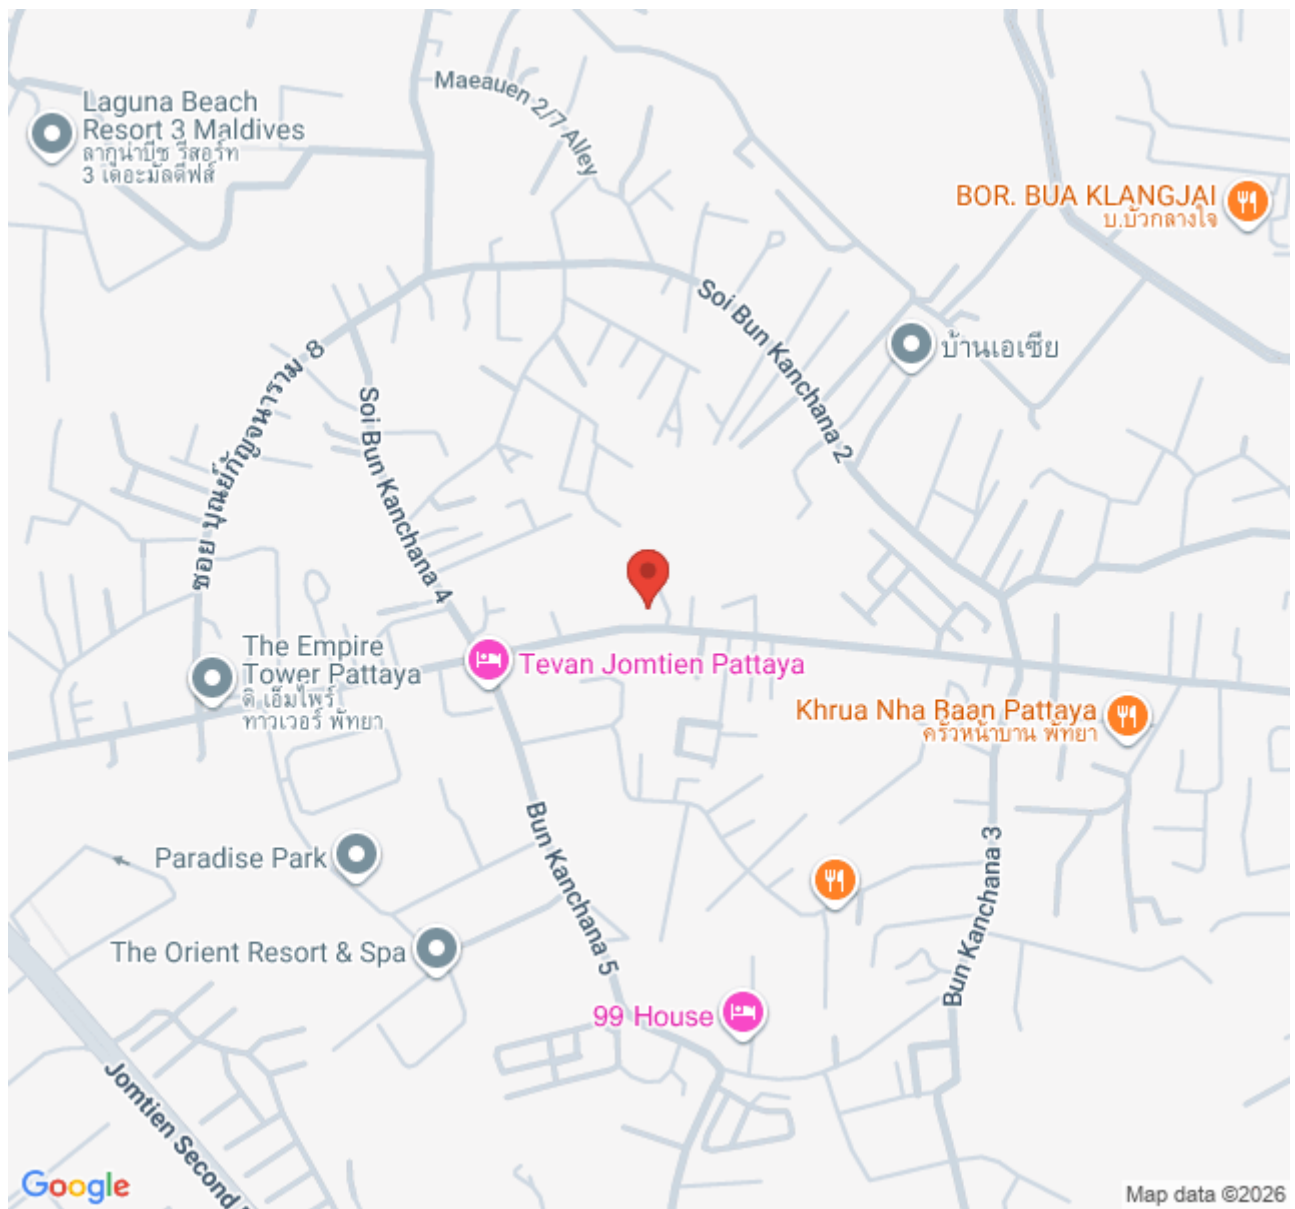 Maeauen 2/7 Alley
Laguna Beach
Resort 3 Maldives
ลากูน่าบีช รีสอร์ท
3 เดอะมัลดีฟส์
BOR. BUA KLANGJAI
บ.บัวกลางใจ
Soi Bun Kanchana 2
บ้านเอเชีย
ซอย บุณย์กัญจนาราม 8
Soi Bun Kanchana 4
The Empire
Tower Pattaya
ดิ เอ็มไพร์
ทาวเวอร์ พัทยา
Tevan Jomtien Pattaya
Khrua Nha Baan Pattaya
ครัวหน้าบ้าน พัทยา
Bun Kanchana 5
Bun Kanchana 3
Paradise Park
The Orient Resort & Spa
99 House
Jomtien Second
Google
Map data ©2026